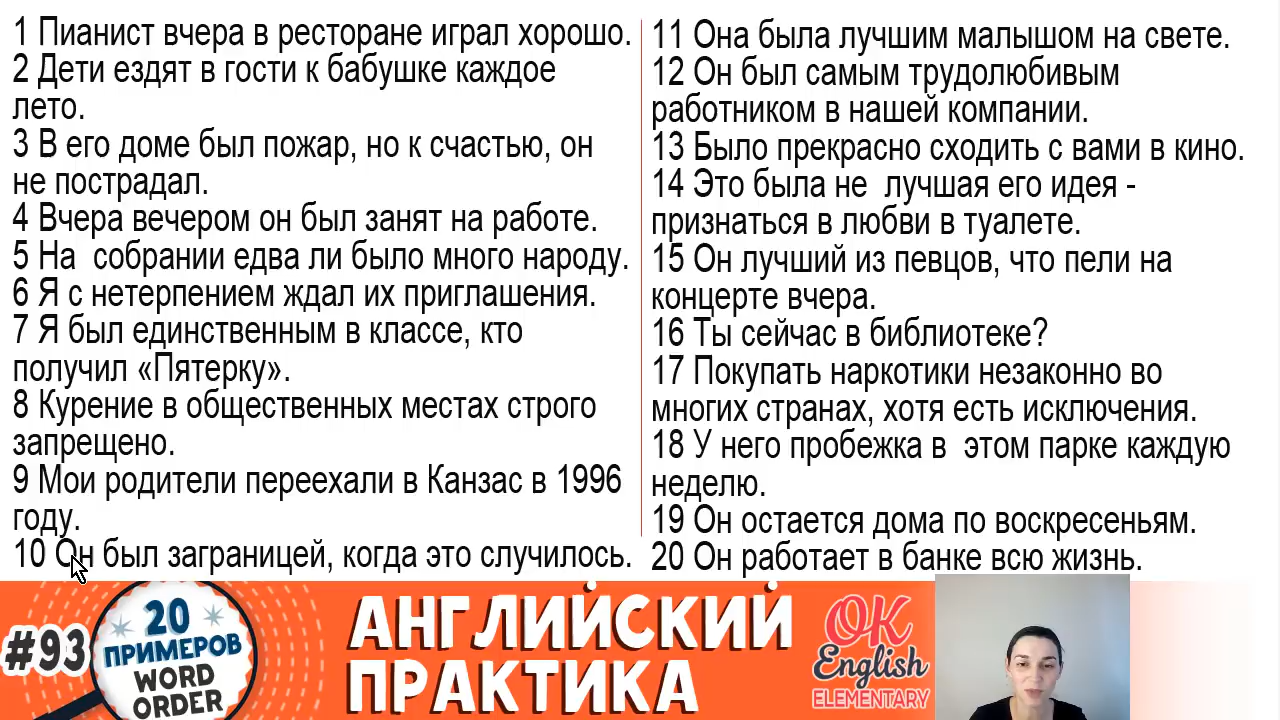 1 Пианист вчера в ресторане играл хорошо.
2 Дети ездят в гости к бабушке каждое
лето.
3 В его доме был пожар, но к счастью, он
не пострадал.
4 Вчера вечером он был занят на работе.
5 На  собрании едва ли было много народу.
6 Я с нетерпением ждал их приглашения.
7 Я был единственным в классе, кто
получил «Пятерку».
8 Курение в общественных местах строго
запрещено.
9 Мои родители переехали в Канзас в 1996
году.
10 Он был заграницей, когда это случилось.
11 Она была лучшим малышом на свете.
12 Он был самым трудолюбивым
работником в нашей компании.
13 Было прекрасно сходить с вами в кино.
14 Это была не  лучшая его идея -
признаться в любви в туалете.
15 Он лучший из певцов, что пели на
концерте вчера.
16 Ты сейчас в библиотеке?
17 Покупать наркотики незаконно во
многих странах, хотя есть исключения.
18 У него пробежка в  этом парке каждую
неделю.
19 Он остается дома по воскресеньям.
20 Он работает в банке всю жизнь.
#93
20
ПРИМЕРОВ
WORD
ORDER
АНГЛИЙСКИЙ
ПРАКТИКА
OK
English
ELEMENTARY